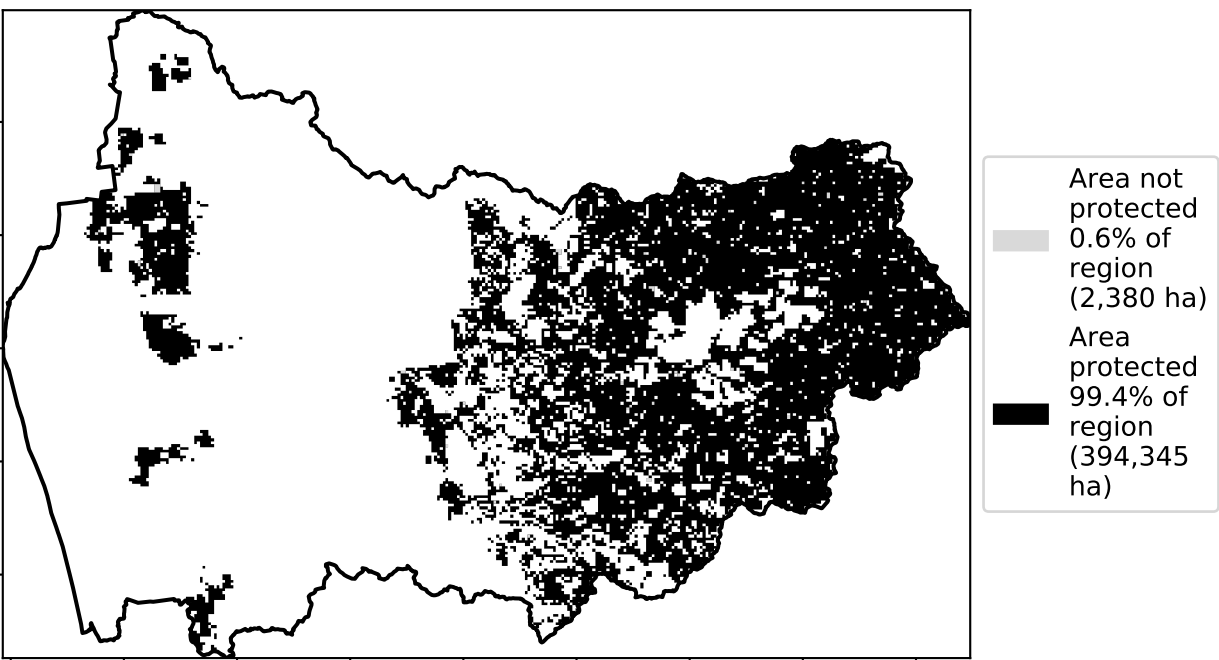 Area not
protected
0.6% of
region
(2,380 ha)
Area
protected
99.4% of
region
(394,345
ha)